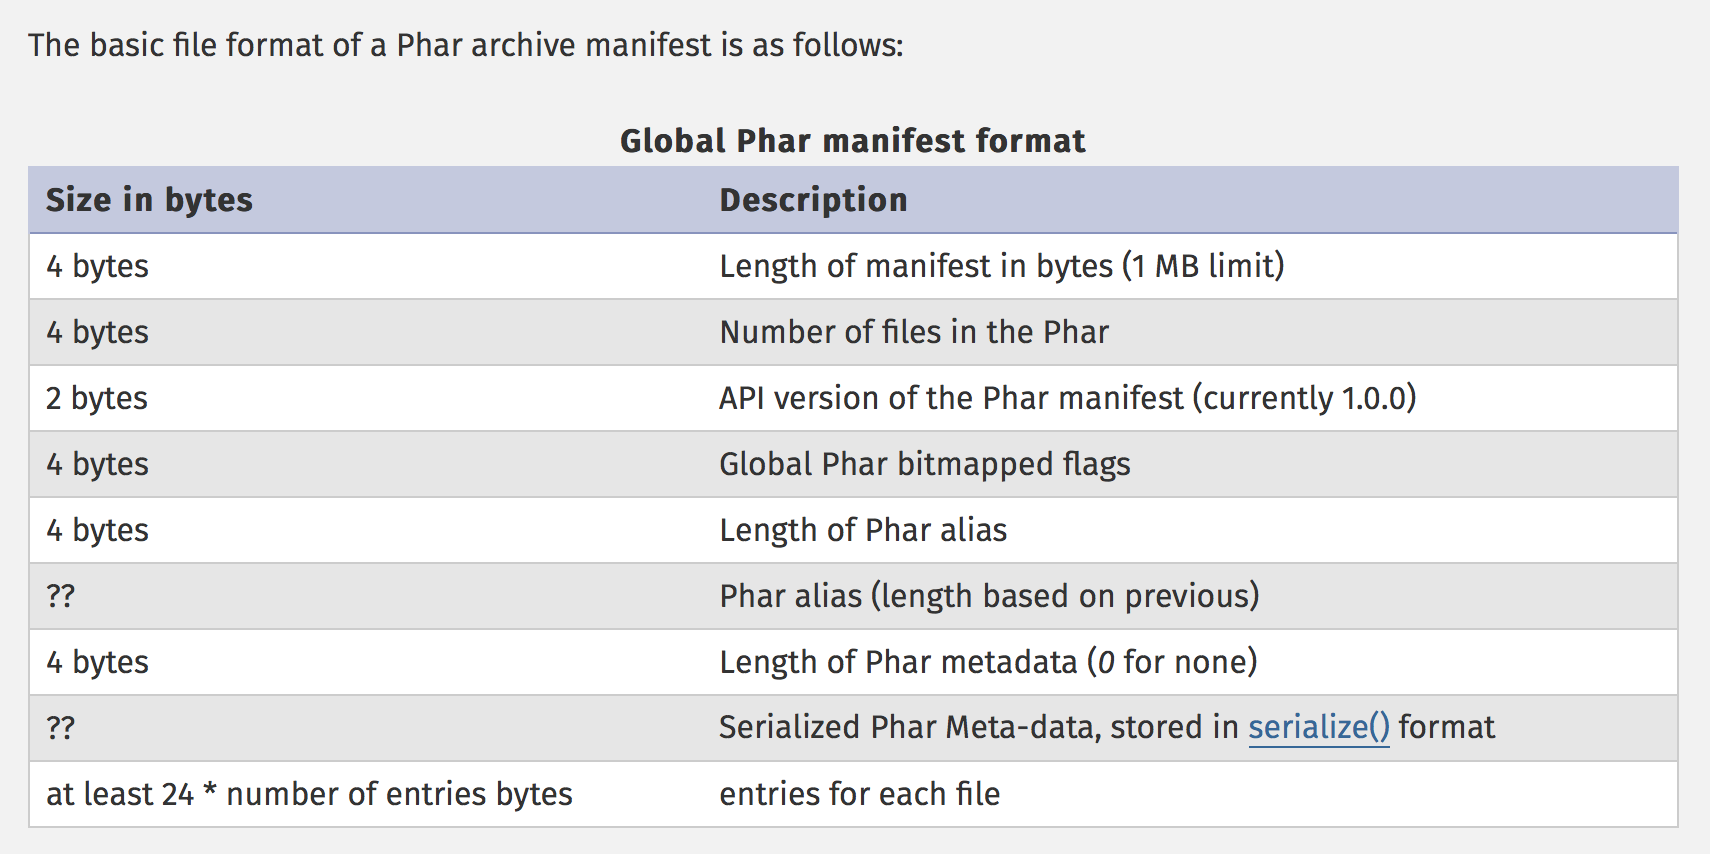 The basic file format of a Phar archive manifest is as follows:
Global Phar manifest format
Size in bytes Description
4 bytes Length of manifest in bytes (1 MB limit)
4 bytes Number of files in the Phar
2 bytes API version of the Phar manifest (currently 1.0.0)
4 bytes Global Phar bitmapped flags
4 bytes Length of Phar alias
?? Phar alias (length based on previous)
4 bytes Length of Phar metadata (0 for none)
?? Serialized Phar Meta-data, stored in serialize() format
at least 24 * number of entries bytes entries for each file